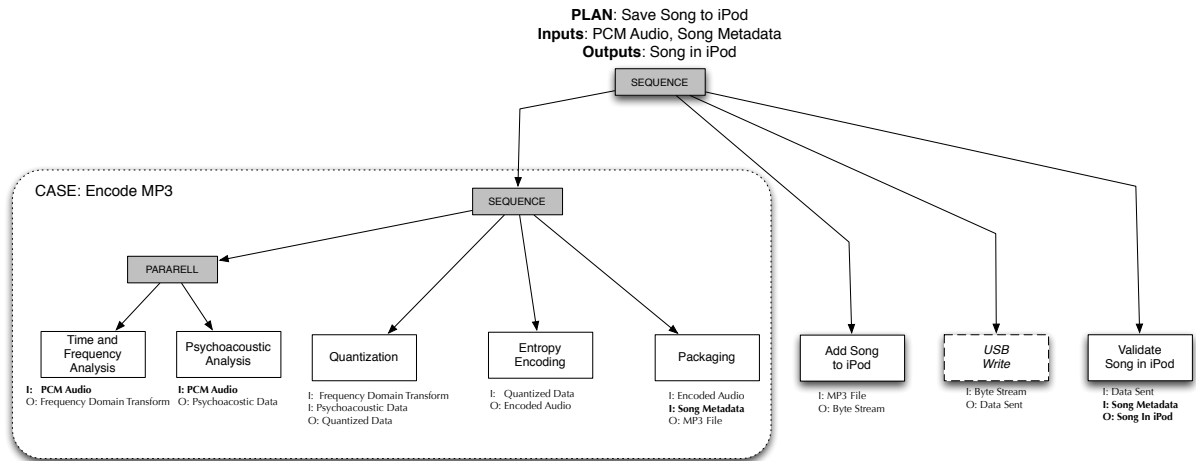 PLAN: Save Song to iPod
Inputs: PCM Audio, Song Metadata
Outputs: Song in iPod
SEQUENCE
CASE: Encode MP3
SEQUENCE
PARARELL
Time and
Frequency
Analysis
I: PCM Audio
O: Frequency Domain Transform
Psychoacoustic
Analysis
I: PCM Audio
O: Psychoacostic Data
Quantization
I: Frequency Domain Transform
I: Psychoacoustic Data
O: Quantized Data
Entropy
Encoding
I: Quantized Data
O: Encoded Audio
Packaging
I: Encoded Audio
I: Song Metadata
O: MP3 File
Add Song
to iPod
I: MP3 File
O: Byte Stream
USB
Write
I: Byte Stream
O: Data Sent
Validate
Song in iPod
I: Data Sent
I: Song Metadata
O: Song In iPod